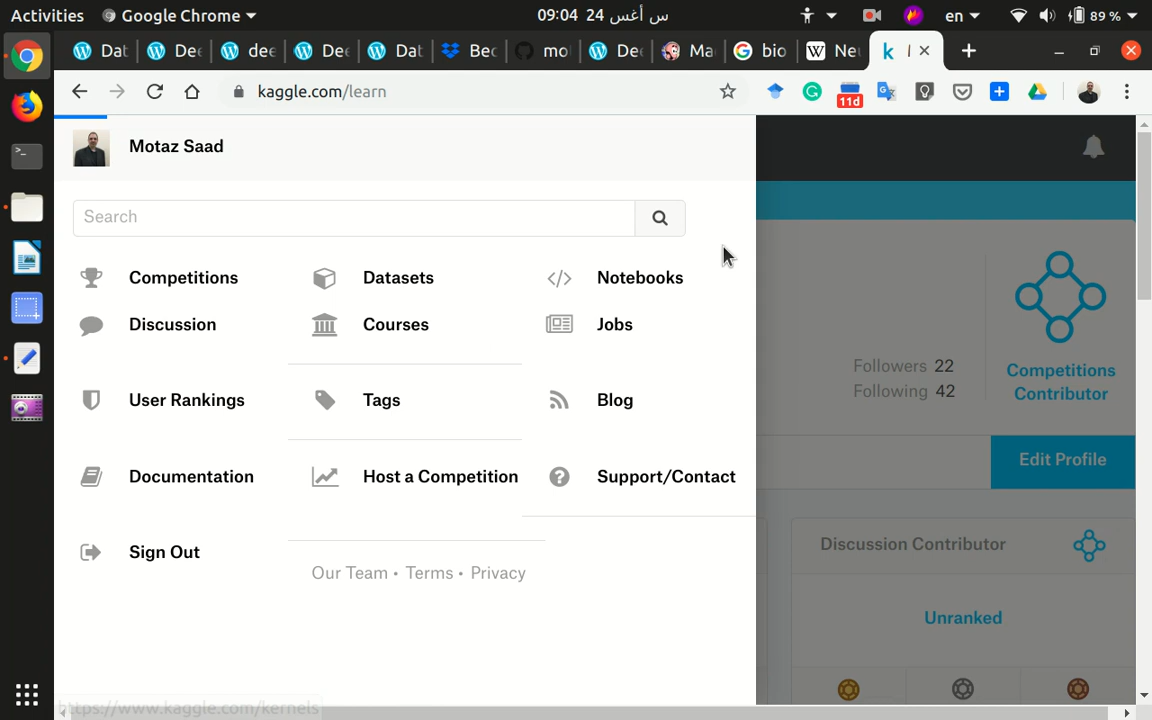 Activities Google Chrome 09:04 24 س أغس en 89 %
Dat Dee dee Dee Dat Bec mo Dee Ma bio Neu
kaggle.com/learn 11d
Motaz Saad
Search
Competitions Datasets Notebooks
Discussion Courses Jobs
Followers 22
Following 42
Competitions
Contributor
User Rankings Tags Blog
Edit Profile
Documentation Host a Competition Support/Contact
Discussion Contributor
Sign Out
Our Team • Terms • Privacy
Unranked
https://www.kaggle.com/kernels